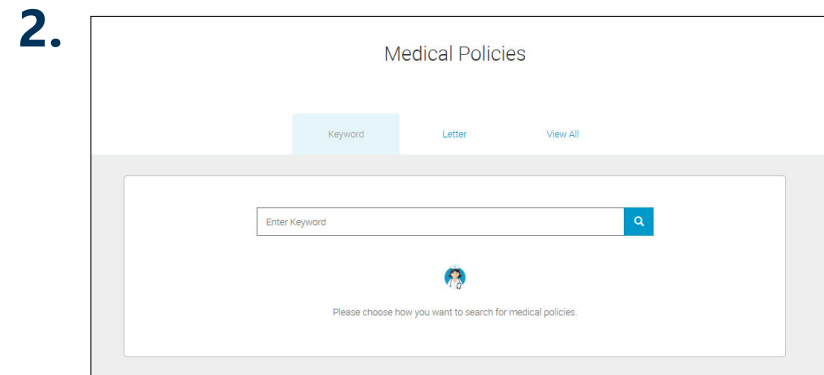 2.
Medical Policies
Keyword Letter View All
Enter Keyword
Please choose how you want to search for medical policies.